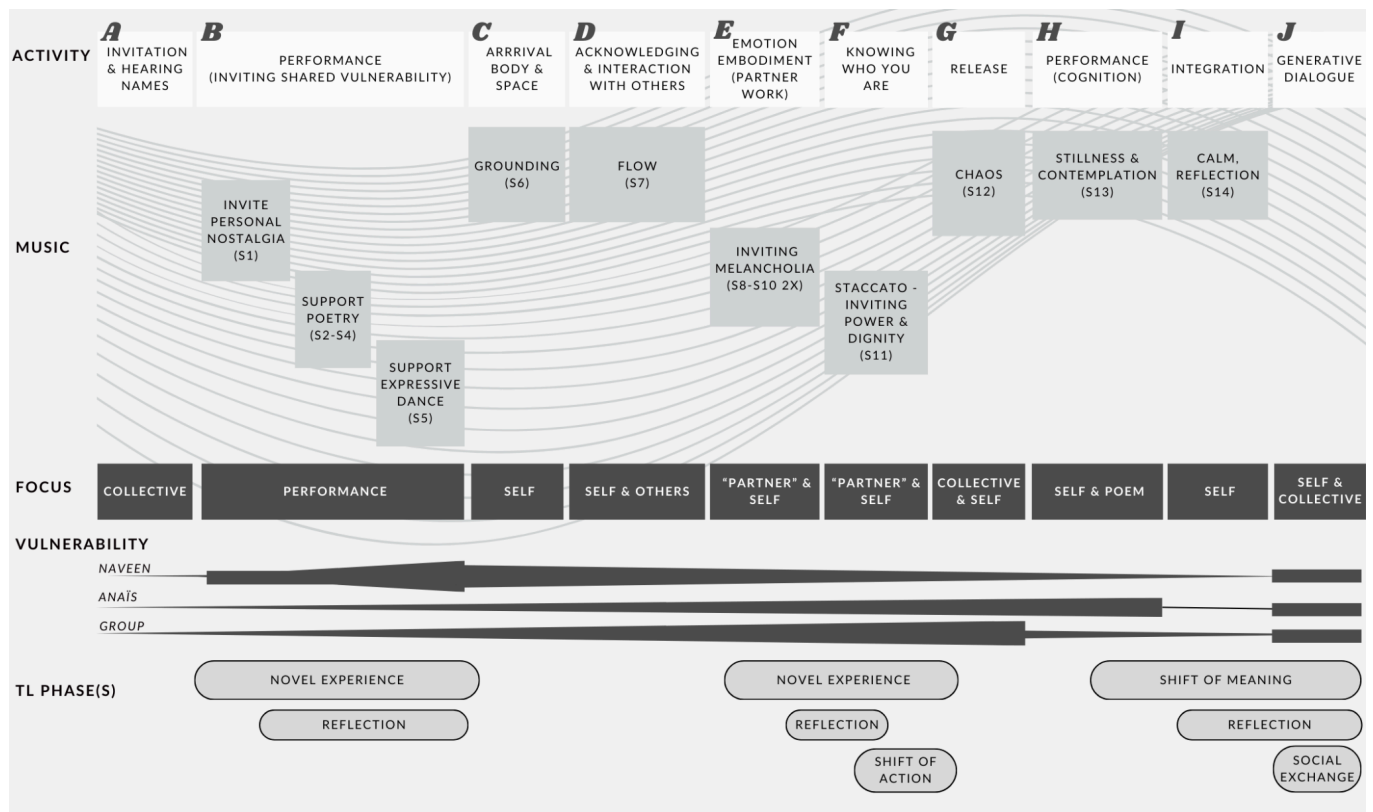 A B C D E F G H I J
ACTIVITY
INVITATION
& HEARING
NAMES
PERFORMANCE
(INVITING SHARED VULNERABILITY)
ARRRIVAL
BODY &
SPACE
ACKNOWLEDGING
& INTERACTION
WITH OTHERS
EMOTION
EMBODIMENT
(PARTNER
WORK)
KNOWING
WHO YOU
ARE
RELEASE
PERFORMANCE
(COGNITION)
INTEGRATION
GENERATIVE
DIALOGUE
MUSIC
INVITE
PERSONAL
NOSTALGIA
(S1)
SUPPORT
POETRY
(S2-S4)
SUPPORT
EXPRESSIVE
DANCE
(S5)
GROUNDING
(S6)
FLOW
(S7)
INVITING
MELANCHOLIA
(S8-S10 2X)
STACCATO -
INVITING
POWER &
DIGNITY
(S11)
CHAOS
(S12)
STILLNESS &
CONTEMPLATION
(S13)
CALM,
REFLECTION
(S14)
FOCUS
COLLECTIVE
PERFORMANCE
SELF
SELF & OTHERS
“PARTNER” &
SELF
“PARTNER” &
SELF
COLLECTIVE
& SELF
SELF & POEM
SELF
SELF &
COLLECTIVE
VULNERABILITY
NAVEEN
ANAÏS
GROUP
TL PHASE(S)
NOVEL EXPERIENCE
REFLECTION
NOVEL EXPERIENCE
REFLECTION
SHIFT OF
ACTION
SHIFT OF MEANING
REFLECTION
SOCIAL
EXCHANGE